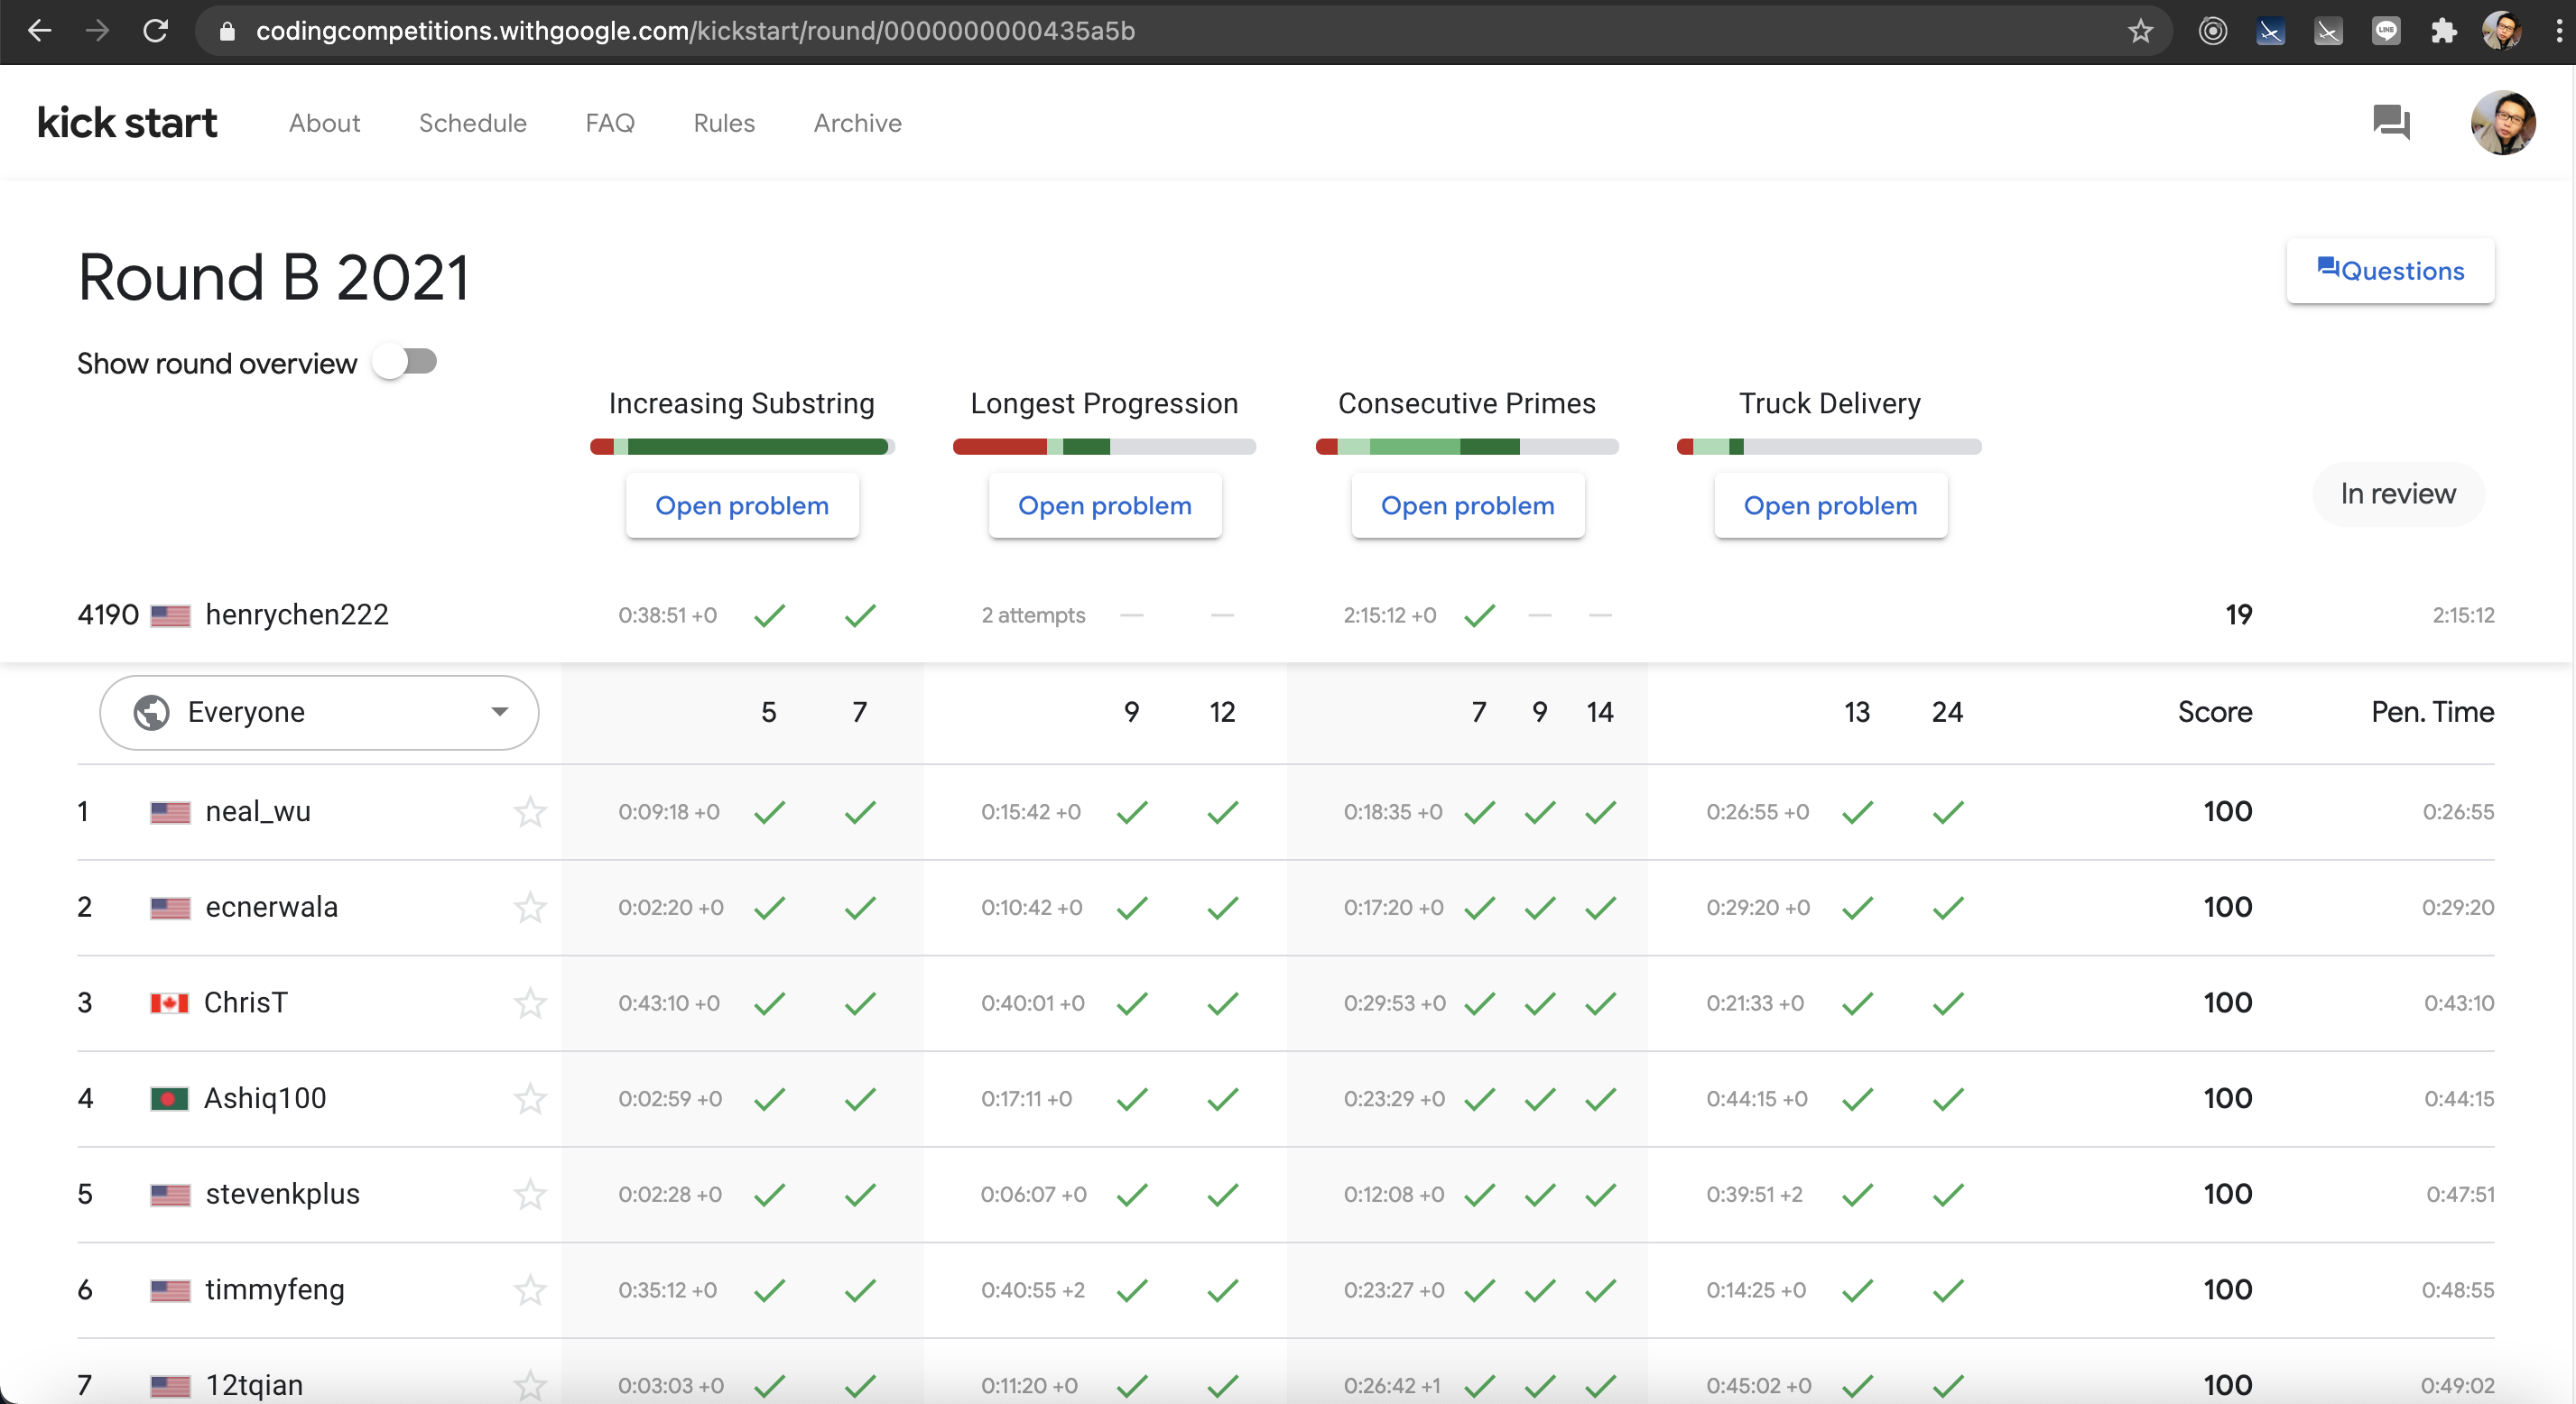 codingcompetitions.withgoogle.com/kickstart/round/0000000000435a5b
LINE
kick start About Schedule FAQ Rules Archive
Round B 2021
Questions
Show round overview
Increasing Substring Longest Progression Consecutive Primes Truck Delivery
Open problem Open problem Open problem Open problem
In review
4190 henrychen222 0:38:51 +0 2 attempts — — 2:15:12 +0 — — 19 2:15:12
Everyone 5 7 9 12 7 9 14 13 24 Score Pen. Time
1 neal_wu 0:09:18 +0 0:15:42 +0 0:18:35 +0 0:26:55 +0 100 0:26:55
2 ecnerwala 0:02:20 +0 0:10:42 +0 0:17:20 +0 0:29:20 +0 100 0:29:20
3 ChrisT 0:43:10 +0 0:40:01 +0 0:29:53 +0 0:21:33 +0 100 0:43:10
4 Ashiq100 0:02:59 +0 0:17:11 +0 0:23:29 +0 0:44:15 +0 100 0:44:15
5 stevenkplus 0:02:28 +0 0:06:07 +0 0:12:08 +0 0:39:51 +2 100 0:47:51
6 timmyfeng 0:35:12 +0 0:40:55 +2 0:23:27 +0 0:14:25 +0 100 0:48:55
7 12tqian 0:03:03 +0 0:11:20 +0 0:26:42 +1 0:45:02 +0 100 0:49:02